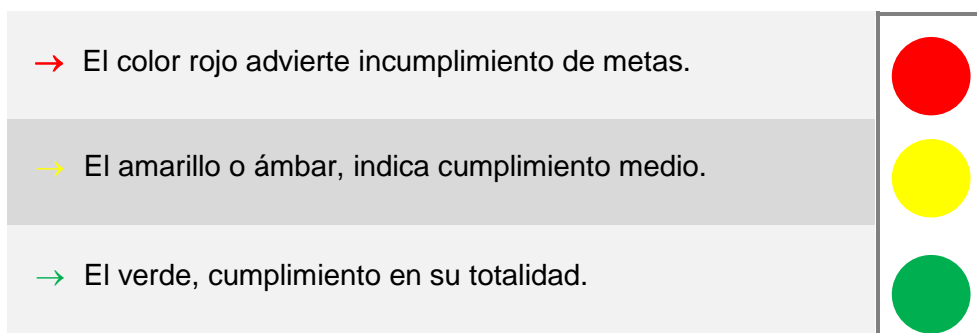 → El color rojo advierte incumplimiento de metas.
→ El amarillo o ámbar, indica cumplimiento medio.
→ El verde, cumplimiento en su totalidad.